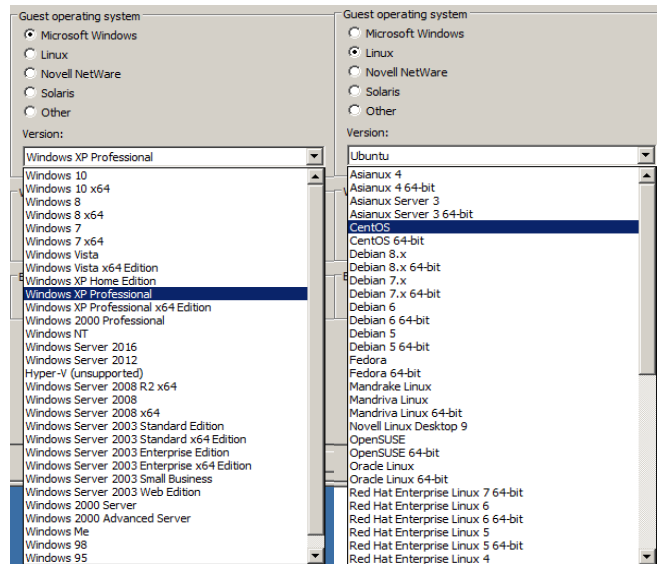 Guest operating system
Microsoft Windows
Linux
Novell NetWare
Solaris
Other
Version:
Windows XP Professional
Windows 10
Windows 10 x64
Windows 8
Windows 8 x64
Windows 7
Windows 7 x64
Windows Vista
Windows Vista x64 Edition
Windows XP Home Edition
Windows XP Professional
Windows XP Professional x64 Edition
Windows 2000 Professional
Windows NT
Windows Server 2016
Windows Server 2012
Hyper-V (unsupported)
Windows Server 2008 R2 x64
Windows Server 2008
Windows Server 2008 x64
Windows Server 2003 Standard Edition
Windows Server 2003 Standard x64 Edition
Windows Server 2003 Enterprise Edition
Windows Server 2003 Enterprise x64 Edition
Windows Server 2003 Small Business
Windows Server 2003 Web Edition
Windows 2000 Server
Windows 2000 Advanced Server
Windows Me
Windows 98
Windows 95
Guest operating system
Microsoft Windows
Linux
Novell NetWare
Solaris
Other
Version:
Ubuntu
Asianux 4
Asianux 4 64-bit
Asianux Server 3
Asianux Server 3 64-bit
CentOS
CentOS 64-bit
Debian 8.x
Debian 8.x 64-bit
Debian 7.x
Debian 7.x 64-bit
Debian 6
Debian 6 64-bit
Debian 5
Debian 5 64-bit
Fedora
Fedora 64-bit
Mandrake Linux
Mandriva Linux
Mandriva Linux 64-bit
Novell Linux Desktop 9
OpenSUSE
OpenSUSE 64-bit
Oracle Linux
Oracle Linux 64-bit
Red Hat Enterprise Linux 7 64-bit
Red Hat Enterprise Linux 6
Red Hat Enterprise Linux 6 64-bit
Red Hat Enterprise Linux 5
Red Hat Enterprise Linux 5 64-bit
Red Hat Enterprise Linux 4